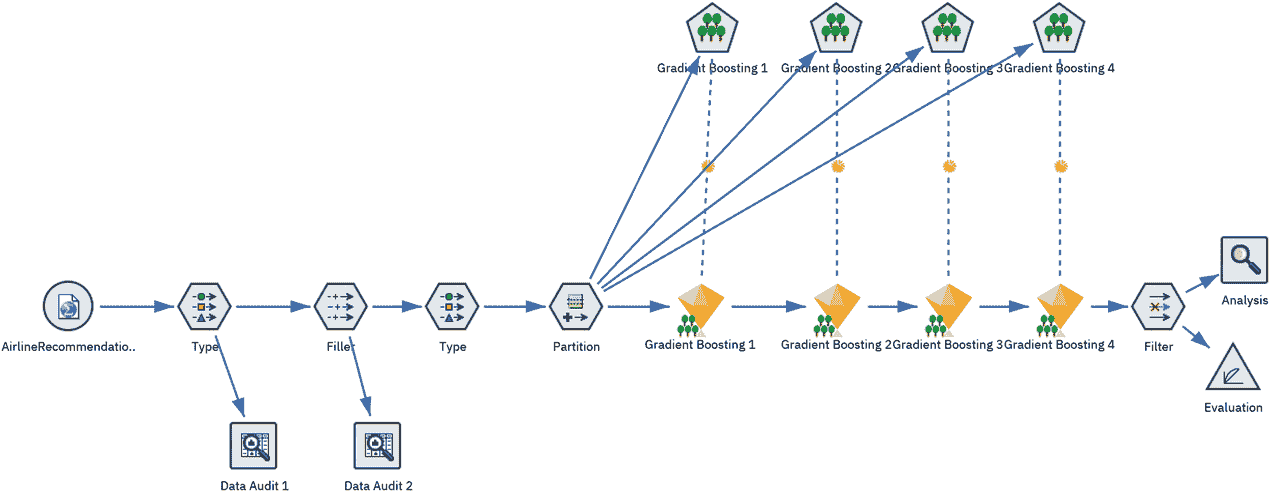 Gradient Boosting 1
Gradient Boosting 2
Gradient Boosting 3
Gradient Boosting 4
AirlineRecommendatio..
Type
Filler
Type
Partition
Gradient Boosting 1
Gradient Boosting 2
Gradient Boosting 3
Gradient Boosting 4
Filter
Analysis
Evaluation
Data Audit 1
Data Audit 2